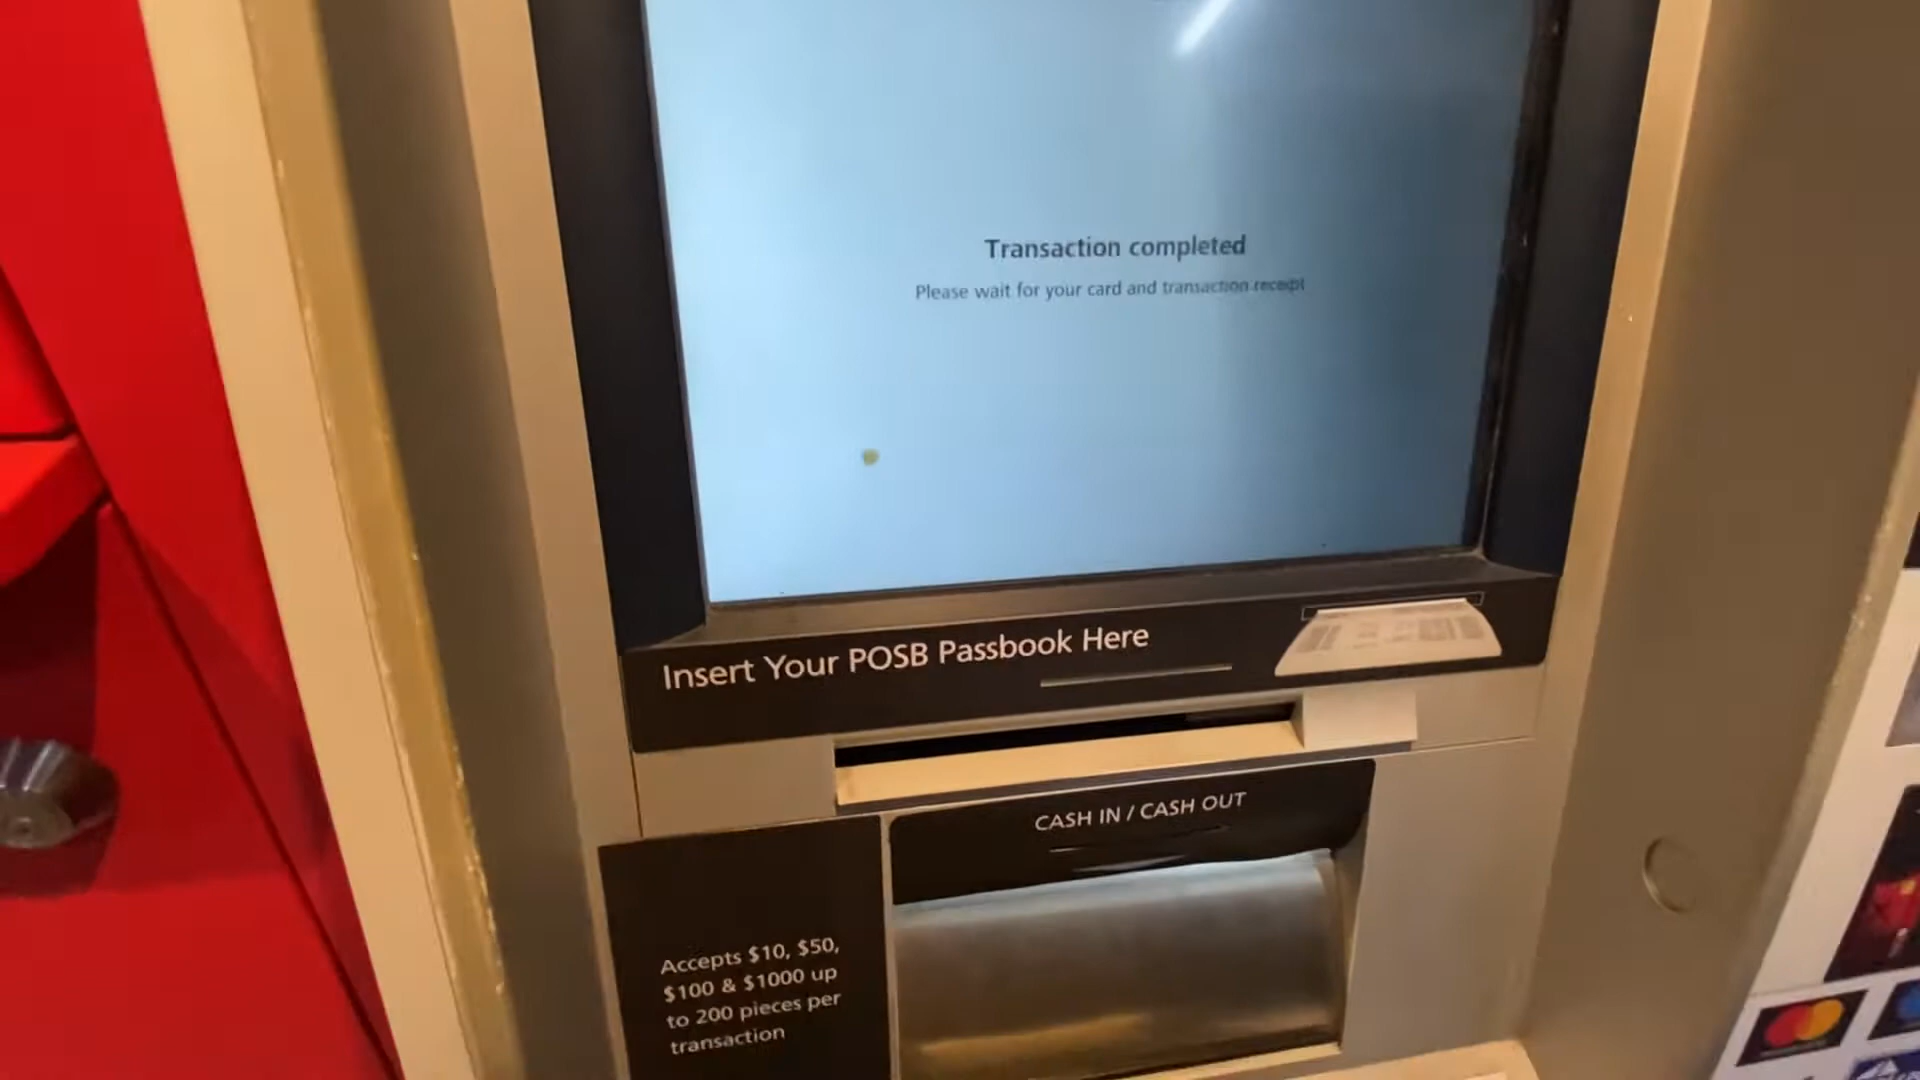 Transaction completed
Please wait for your card and transaction receipt
Insert Your POSB Passbook Here
CASH IN / CASH OUT
Accepts $10, $50,
$100 & $1000 up
to 200 pieces per
transaction